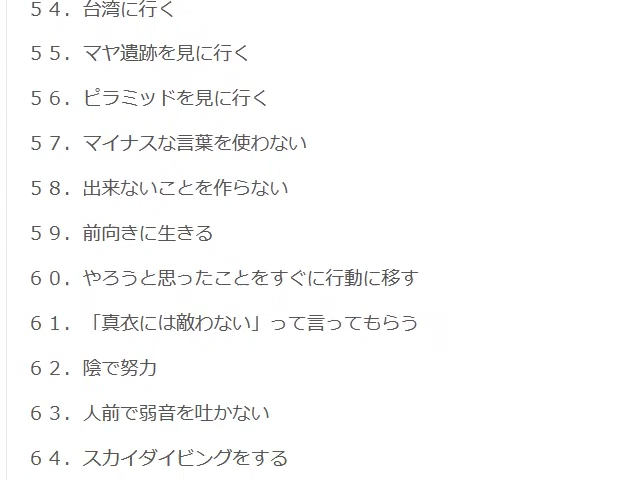 ５４．台湾に行く
５５．マヤ遺跡を見に行く
５６．ピラミッドを見に行く
５７．マイナスな言葉を使わない
５８．出来ないことを作らない
５９．前向きに生きる
６０．やろうと思ったことをすぐに行動に移す
６１．「真衣には敵わない」って言ってもらう
６２．陰で努力
６３．人前で弱音を吐かない
６４．スカイダイビングをする